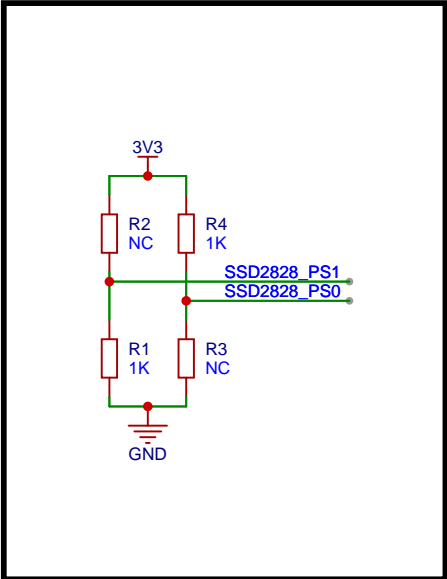 3V3
R2
NC
R4
1K
SSD2828_PS1
SSD2828_PS0
R1
1K
R3
NC
GND